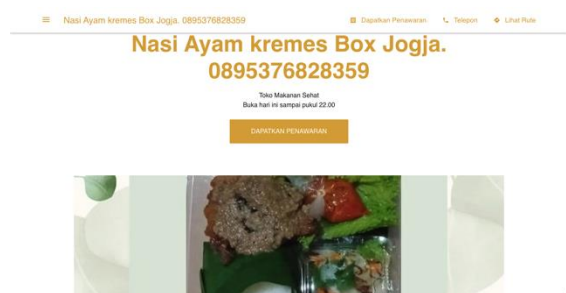 Nasi Ayam kremes Box Jogja. 0895376828359
Dapatkan Penawaran
Telepon
Lihat Rute
Nasi Ayam kremes Box Jogja.
0895376828359
Toko Makanan Sehat
Buka hari ini sampai pukul 22.00
DAPATKAN PENAWARAN